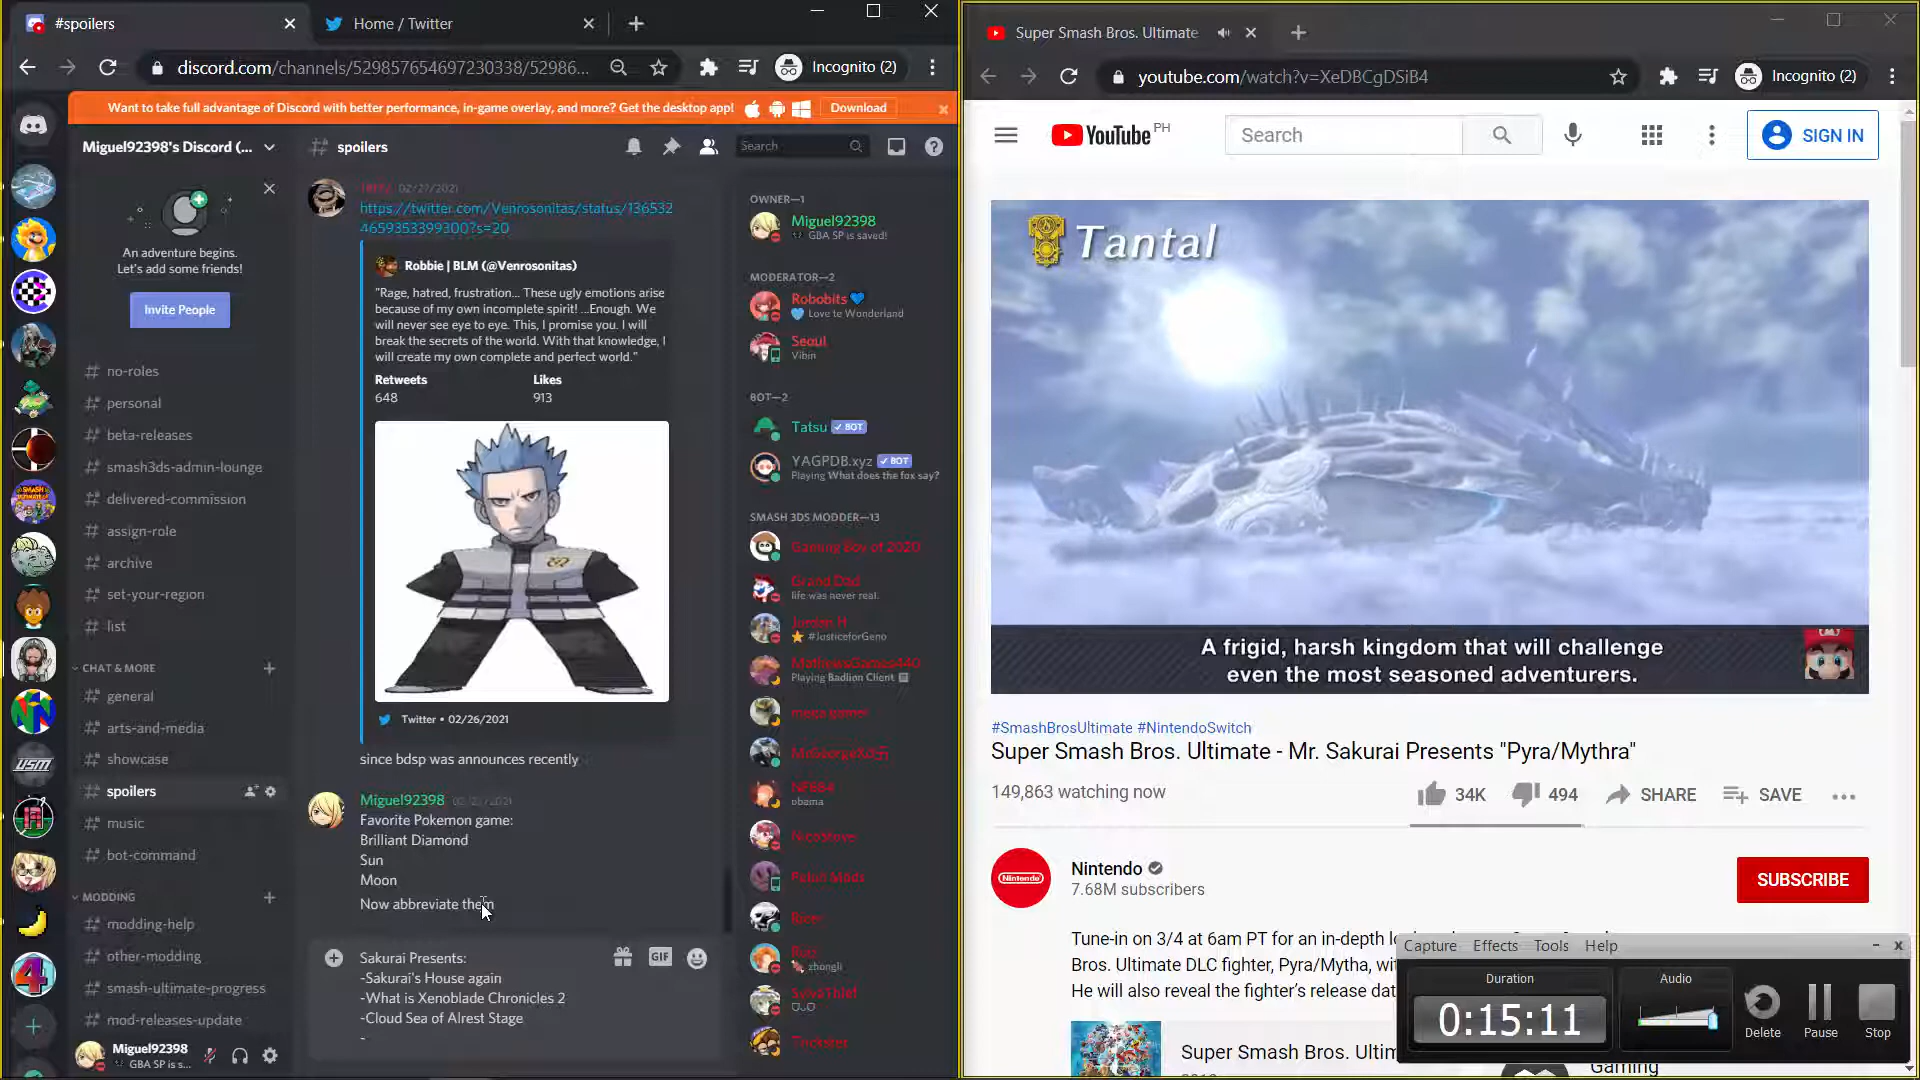 #spoilers
Home / Twitter
discord.com/channels/529857654697230338/52986...
Incognito (2)
Want to take full advantage of Discord with better performance, in-game overlay, and more? Get the desktop app!
Download
Miguel92398's Discord (...
spoilers
Search
An adventure begins.
Let's add some friends!
Invite People
no-roles
personal
beta-releases
smash3ds-admin-lounge
delivered-commission
assign-role
archive
set-your-region
list
CHAT & MORE
general
arts-and-media
showcase
spoilers
music
bot-command
MODDING
modding-help
other-modding
smash-ultimate-progress
mod-releases-update
Miguel92398
GBA SP is s...
02/27/2021
https://twitter.com/Venrosonitas/status/136532
4659353399300?s=20
Robbie | BLM (@Venrosonitas)
"Rage, hatred, frustration... These ugly emotions arise
because of my own incomplete spirit! ...Enough. We
will never see eye to eye. This, I promise you. I will
break the secrets of the world. With that knowledge, I
will create my own complete and perfect world."
Retweets
Likes
648
913
Twitter • 02/26/2021
since bdsp was announces recently
Miguel92398
Favorite Pokemon game:
Brilliant Diamond
Sun
Moon
Now abbreviate them
Sakurai Presents:
-Sakurai's House again
-What is Xenoblade Chronicles 2
-Cloud Sea of Alrest Stage
-
GIF
OWNER—1
Miguel92398
GBA SP is saved!
MODERATOR—2
Robobits
Love te Wonderland
Seoul
Vibin
BOT—2
Tatsu
BOT
YAGPDB.xyz
BOT
Playing What does the fox say?
SMASH 3DS MODDER—13
Gaming Boy of 2020
Grand Dad
life was never real.
Jordan H
#JusticeforGeno
MathewsGames440
Playing Badlion Client
mega gamer
NF684
obama
NicoStove
Ricer
zhongli
Trickster
Super Smash Bros. Ultimate
youtube.com/watch?v=XeDBCgDSiB4
Incognito (2)
YouTube PH
Search
SIGN IN
Tantal
A frigid, harsh kingdom that will challenge
even the most seasoned adventurers.
#SmashBrosUltimate #NintendoSwitch
Super Smash Bros. Ultimate - Mr. Sakurai Presents "Pyra/Mythra"
149,863 watching now
34K
494
SHARE
SAVE
Nintendo
Nintendo
7.68M subscribers
SUBSCRIBE
Tune-in on 3/4 at 6am PT for an in-depth lo
Bros. Ultimate DLC fighter, Pyra/Mytha, wi
He will also reveal the fighter's release dat
Super Smash Bros. Ultim
Gaming
Capture
Effects
Tools
Help
Duration
0:15:11
Audio
Delete
Pause
Stop